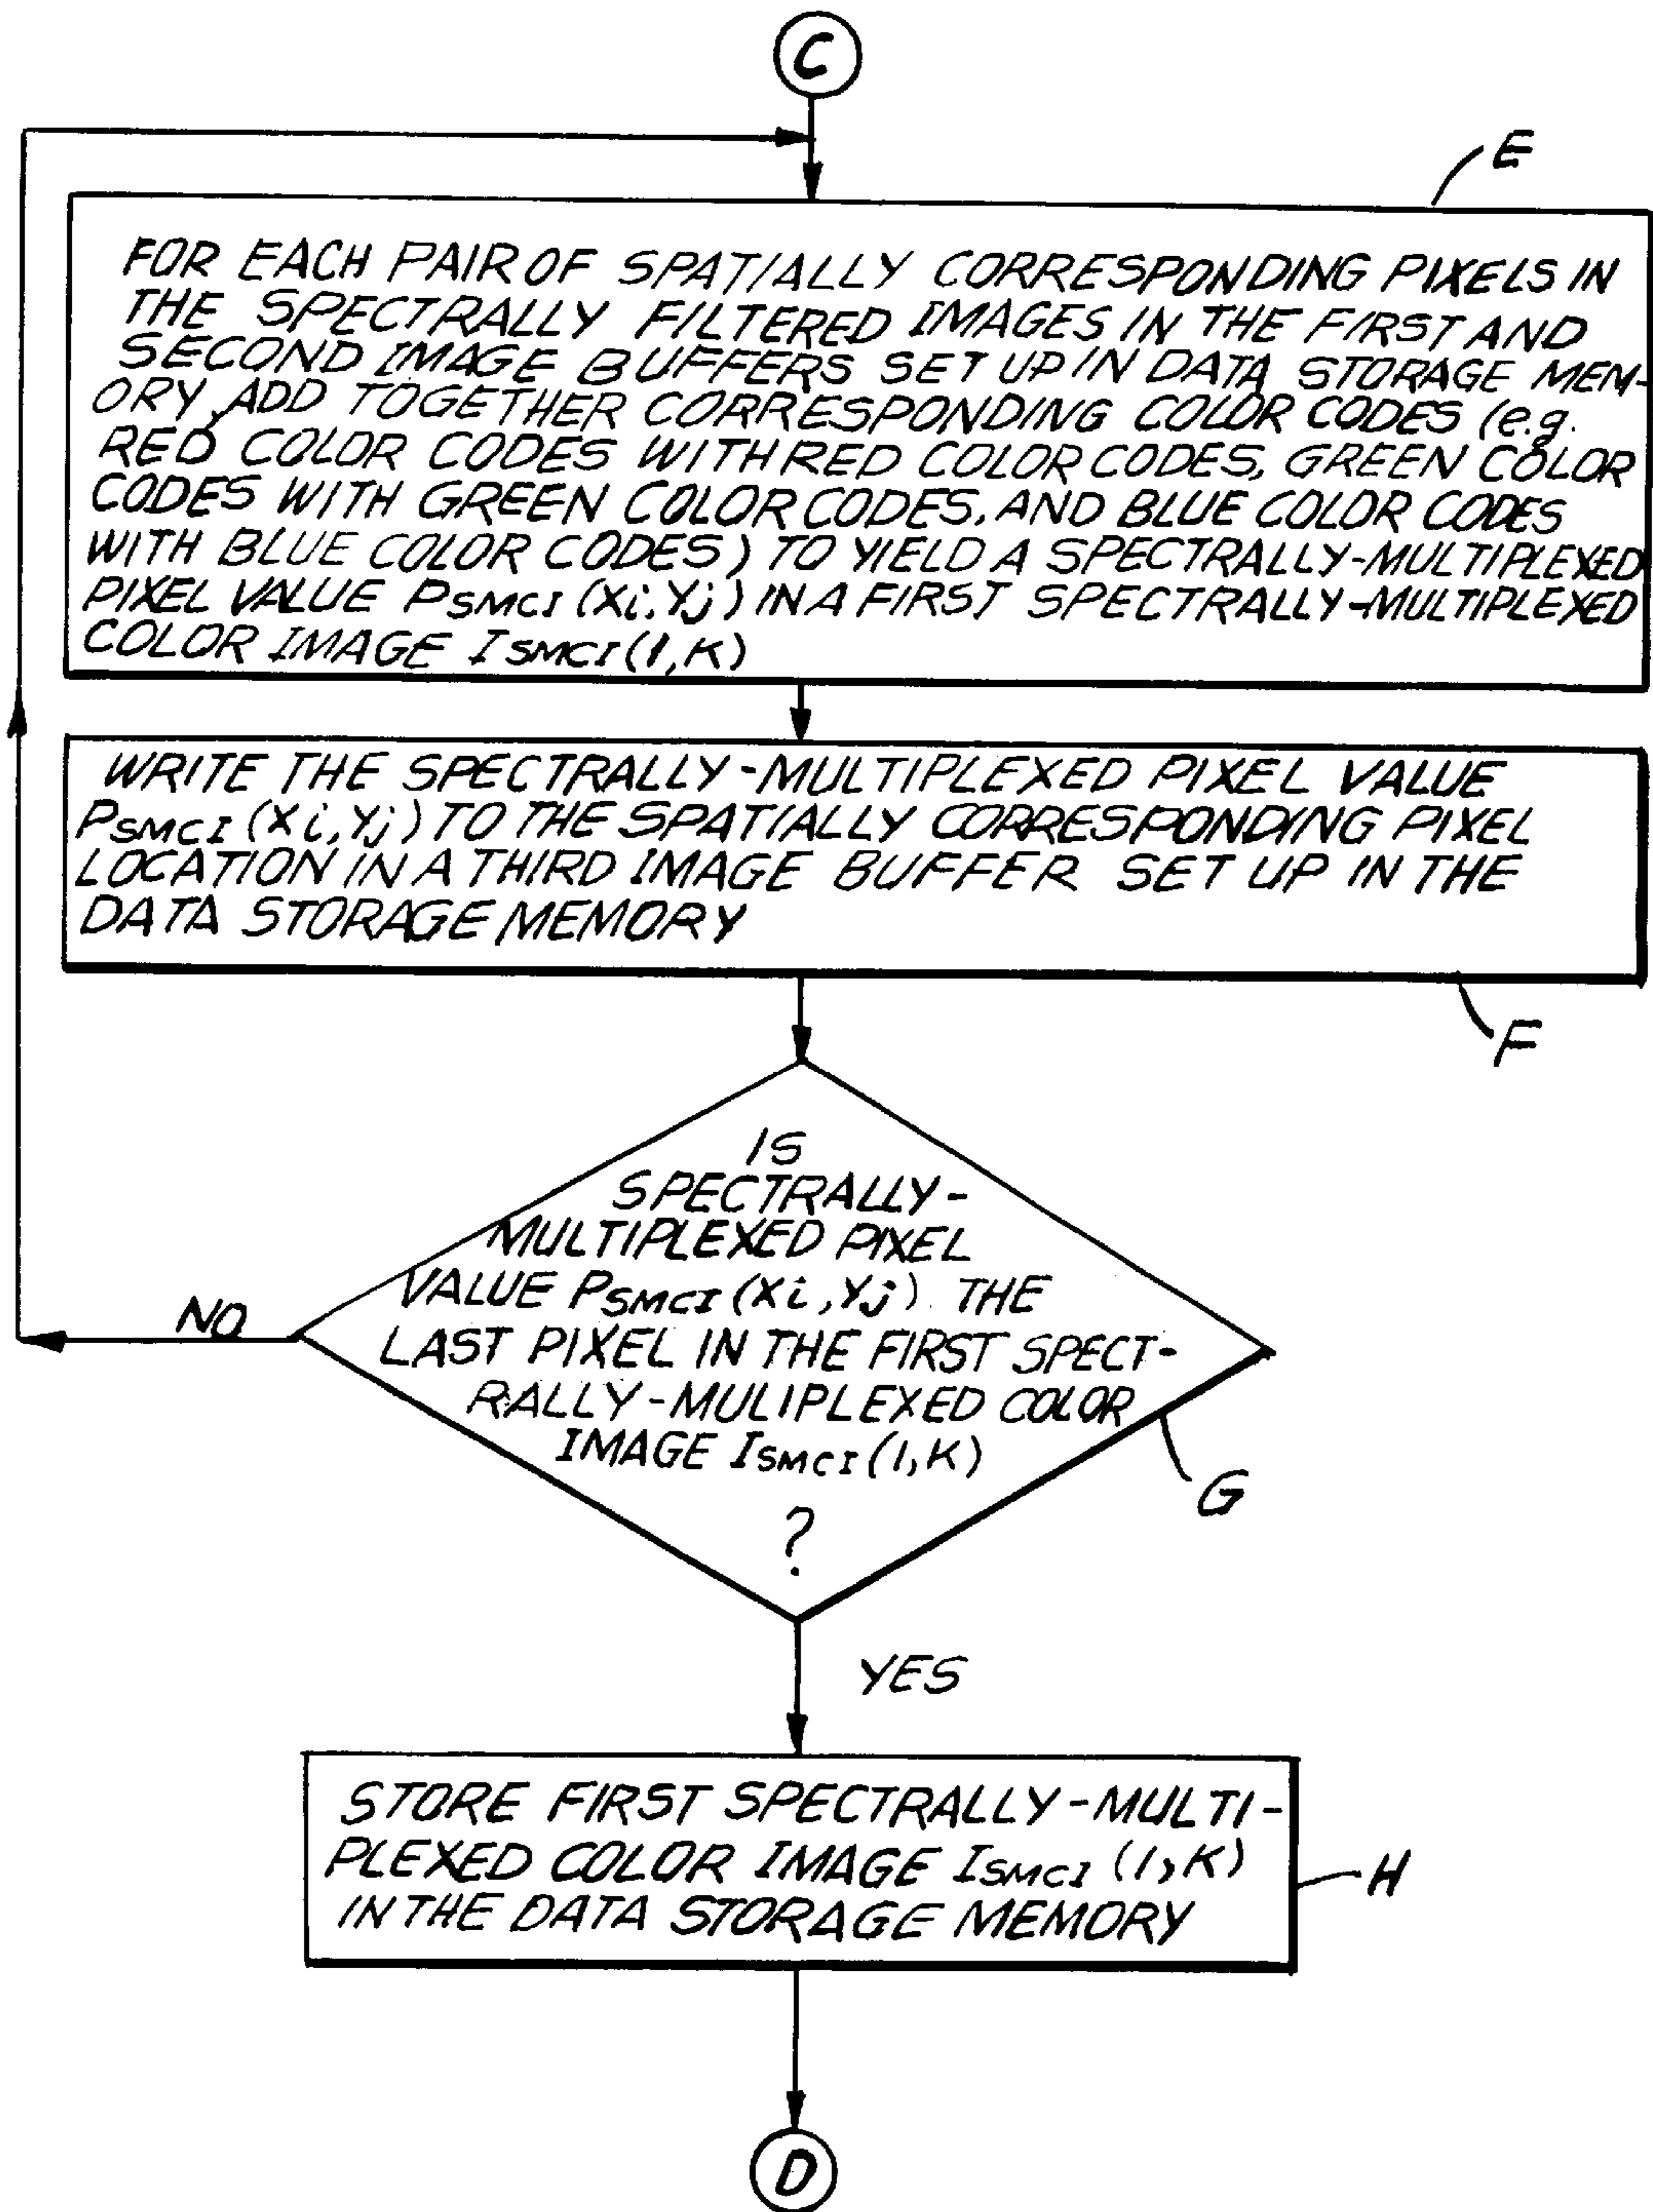 C
E
FOR EACH PAIR OF SPATIALLY CORRESPONDING PIXELS IN
THE SPECTRALLY FILTERED IMAGES IN THE FIRST AND
SECOND IMAGE BUFFERS SET UP IN DATA STORAGE MEM-
ORY, ADD TOGETHER CORRESPONDING COLOR CODES (e.g.
RED COLOR CODES WITH RED COLOR CODES, GREEN COLOR
CODES WITH GREEN COLOR CODES, AND BLUE COLOR CODES
WITH BLUE COLOR CODES) TO YIELD A SPECTRALLY-MULTIPLEXED
PIXEL VALUE PSMCI (Xi, Yj) IN A FIRST SPECTRALLY-MULTIPLEXED
COLOR IMAGE ISMCI (1, K)
WRITE THE SPECTRALLY-MULTIPLEXED PIXEL VALUE
PSMCI (Xi, Yj) TO THE SPATIALLY CORRESPONDING PIXEL
LOCATION IN A THIRD IMAGE BUFFER SET UP IN THE
DATA STORAGE MEMORY
F
IS
SPECTRALLY-
MULTIPLEXED PIXEL
VALUE PSMCI (Xi, Yj) THE
LAST PIXEL IN THE FIRST SPECT-
RALLY-MULIPLEXED COLOR
IMAGE ISMCI (1, K)
?
NO
G
YES
STORE FIRST SPECTRALLY-MULTI-
PLEXED COLOR IMAGE ISMCI (1, K)
IN THE DATA STORAGE MEMORY
H
D